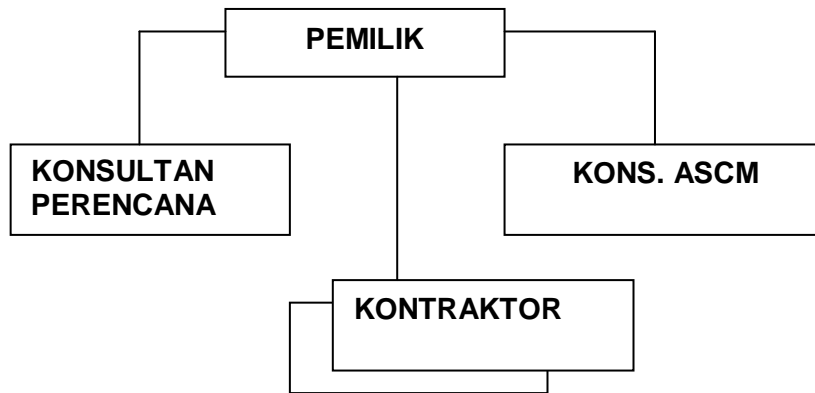 PEMILIK
KONSULTAN
PERENCANA
KONS. ASCM
KONTRAKTOR